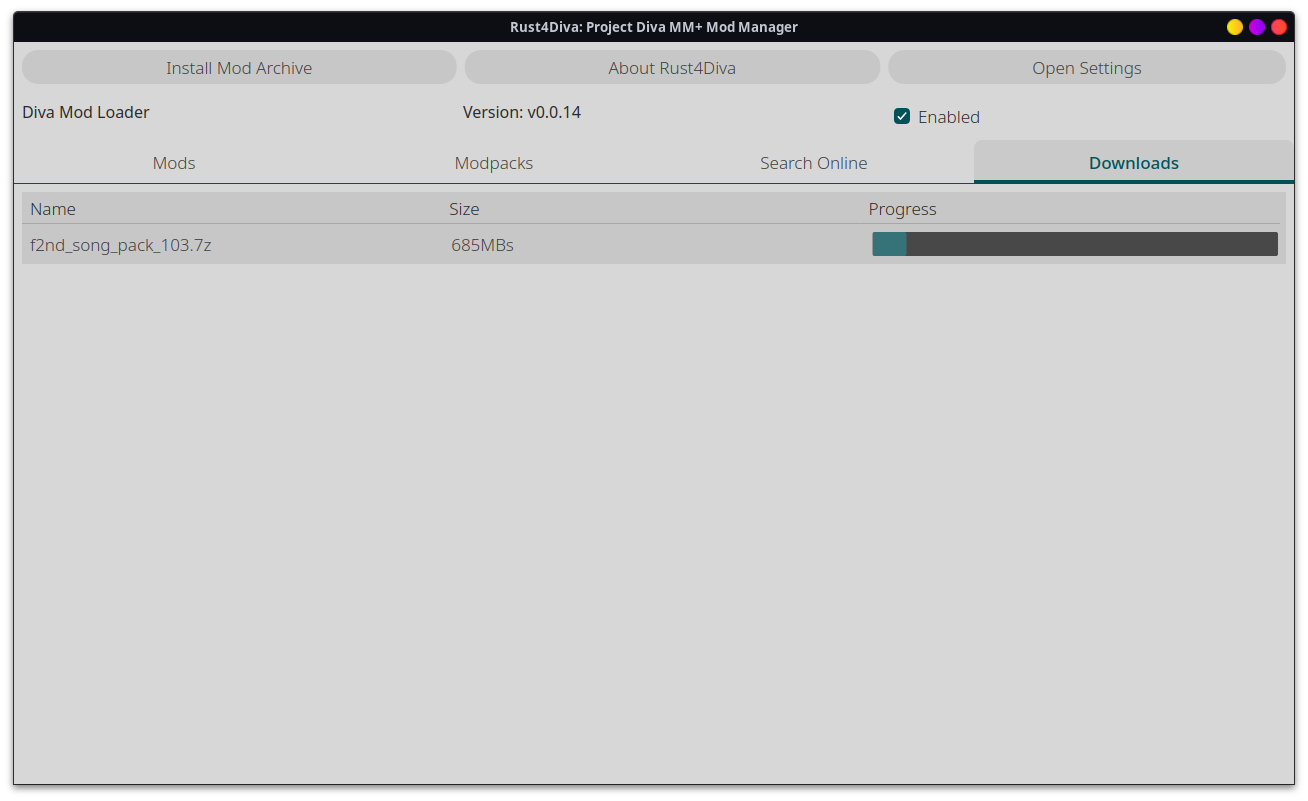 Rust4Diva: Project Diva MM+ Mod Manager
Install Mod Archive About Rust4Diva Open Settings
Diva Mod Loader Version: v0.0.14 Enabled
Mods Modpacks Search Online Downloads
Name Size Progress
f2nd_song_pack_103.7z 685MBs